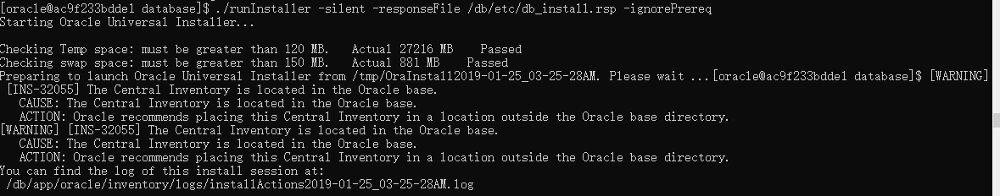 [oracle@ac9f233bdde1 database]$ ./runInstaller -silent -responseFile /db/etc/db_install.rsp -ignorePrereq
Starting Oracle Universal Installer...
Checking Temp space: must be greater than 120 MB.   Actual 27216 MB    Passed
Checking swap space: must be greater than 150 MB.   Actual 881 MB    Passed
Preparing to launch Oracle Universal Installer from /tmp/OraInstall2019-01-25_03-25-28AM. Please wait ...[oracle@ac9f233bdde1 database]$ [WARNING]
 [INS-32055] The Central Inventory is located in the Oracle base.
   CAUSE: The Central Inventory is located in the Oracle base.
   ACTION: Oracle recommends placing this Central Inventory in a location outside the Oracle base directory.
[WARNING] [INS-32055] The Central Inventory is located in the Oracle base.
   CAUSE: The Central Inventory is located in the Oracle base.
   ACTION: Oracle recommends placing this Central Inventory in a location outside the Oracle base directory.
You can find the log of this install session at:
 /db/app/oracle/inventory/logs/installActions2019-01-25_03-25-28AM.log